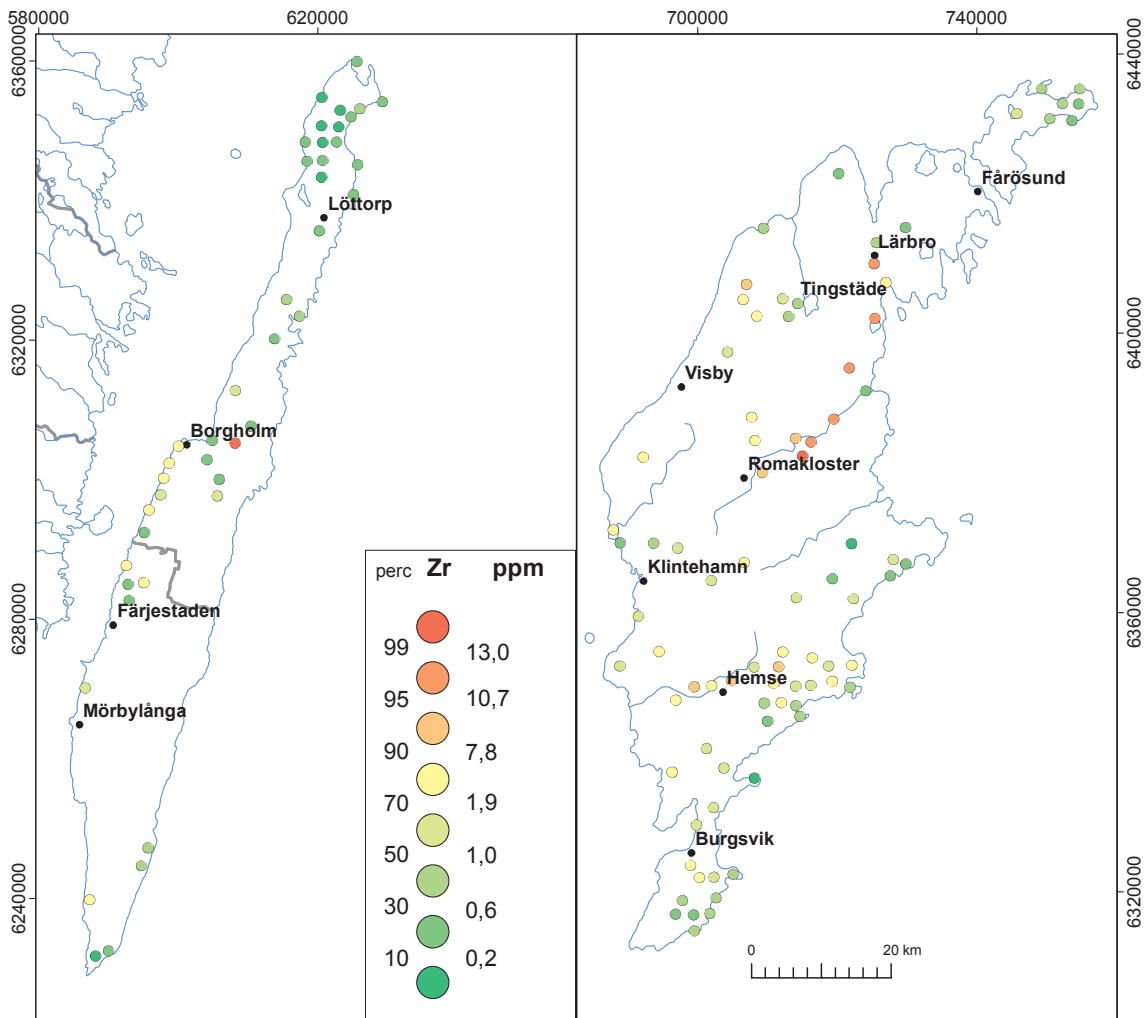 580000 620000 700000 740000
6360000
6320000
6280000
6240000
6440000
6400000
6360000
6320000
Löttorp
Borgholm
Färjestaden
Mörbylånga
Fårösund
Lärbro
Tingstäde
Visby
Romakloster
Klintehamn
Hemse
Burgsvik
perc Zr ppm
99 13,0
95 10,7
90 7,8
70 1,9
50 1,0
30 0,6
10 0,2
0 20 km